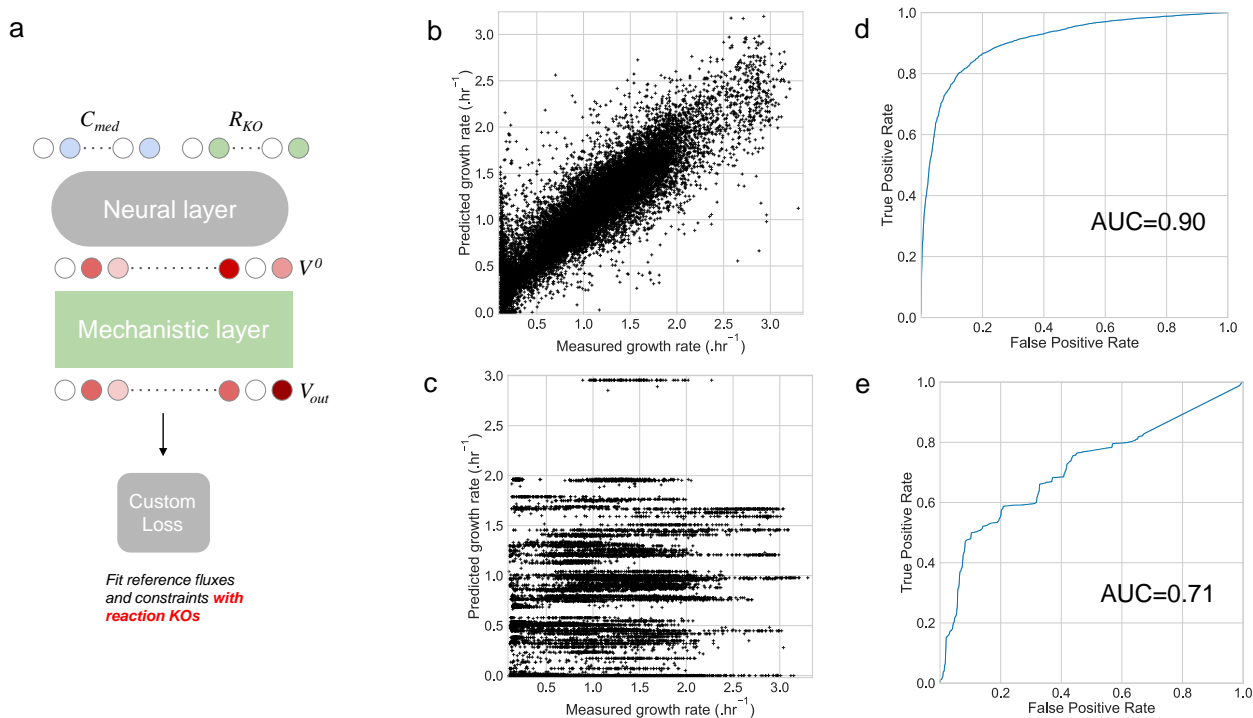 a
C_med
R_KO
Neural layer
V^0
Mechanistic layer
V_out
Custom
Loss
Fit reference fluxes
and constraints with
reaction KOs
b
Predicted growth rate (.hr⁻¹)
3.0
2.5
2.0
1.5
1.0
0.5
0.0
0.5
1.0
1.5
2.0
2.5
3.0
Measured growth rate (.hr⁻¹)
c
Predicted growth rate (.hr⁻¹)
3.0
2.5
2.0
1.5
1.0
0.5
0.0
0.5
1.0
1.5
2.0
2.5
3.0
Measured growth rate (.hr⁻¹)
d
True Positive Rate
1.0
0.8
0.6
0.4
0.2
0.0
AUC=0.90
0.2
0.4
0.6
0.8
1.0
False Positive Rate
e
True Positive Rate
1.0
0.8
0.6
0.4
0.2
0.0
AUC=0.71
0.2
0.4
0.6
0.8
1.0
False Positive Rate